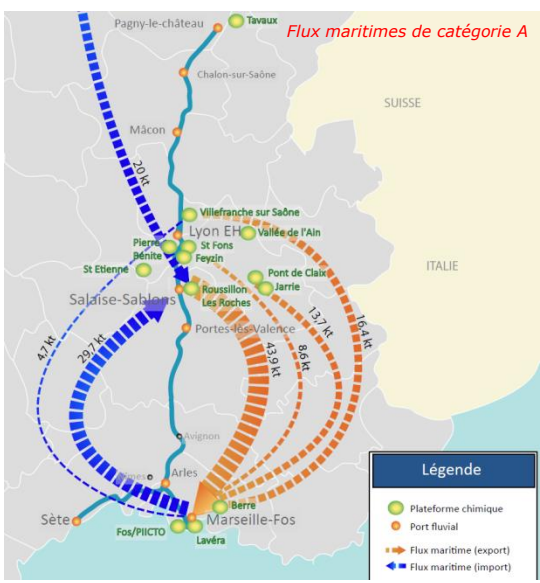 Flux maritimes de catégorie A
Pagny-le-château
Tavaux
Chalon-sur-Saône
SUISSE
Mâcon
20 kt
Villefranche sur Saône
Lyon EH
Vallée de l'Ain
Pierre
Bénite
St Fons
Feyzin
St Etienne
Pont de Claix
Jarrie
ITALIE
Roussillon
Les Roches
Salaise-Sablons
Portes-lès-Valence
4,7 kt
29,7 kt
43,9 kt
8,6 kt
13,7 kt
16,4 kt
Avignon
Nîmes
Arles
Berre
Sète
Marseille-Fos
Fos/PIICTO
Lavéra
Légende
Plateforme chimique
Port fluvial
Flux maritime (export)
Flux maritime (import)